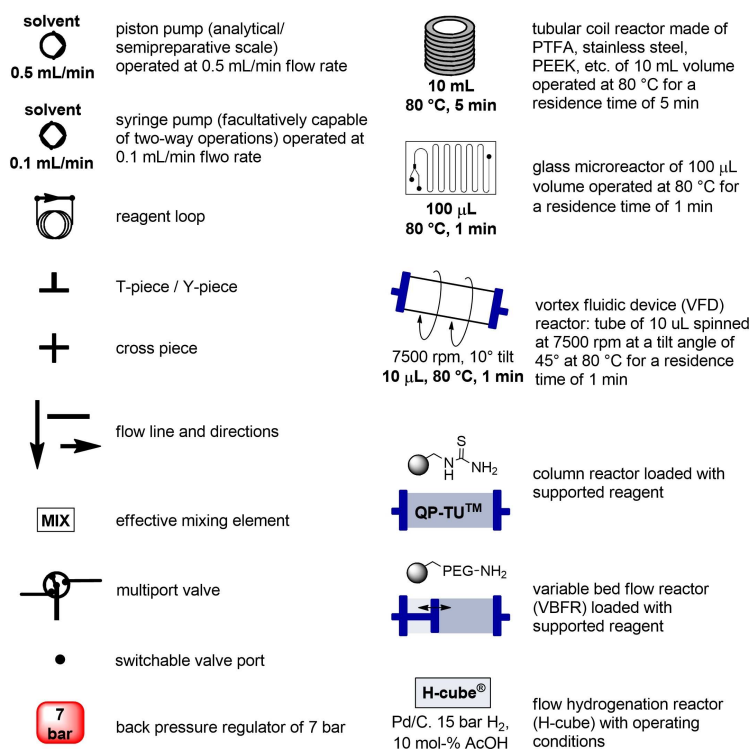 solvent
0.5 mL/min
piston pump (analytical/
semipreparative scale)
operated at 0.5 mL/min flow rate
solvent
0.1 mL/min
syringe pump (facultatively capable
of two-way operations) operated at
0.1 mL/min flwo rate
reagent loop
T-piece / Y-piece
cross piece
flow line and directions
MIX
effective mixing element
multiport valve
switchable valve port
7
bar
back pressure regulator of 7 bar
10 mL
80 °C, 5 min
tubular coil reactor made of
PTFA, stainless steel,
PEEK, etc. of 10 mL volume
operated at 80 °C for a
residence time of 5 min
100 µL
80 °C, 1 min
glass microreactor of 100 µL
volume operated at 80 °C for
a residence time of 1 min
7500 rpm, 10° tilt
10 µL, 80 °C, 1 min
vortex fluidic device (VFD)
reactor: tube of 10 uL spinned
at 7500 rpm at a tilt angle of
45° at 80 °C for a residence
time of 1 min
S
N
H
NH₂
QP-TU™
column reactor loaded with
supported reagent
PEG-NH₂
variable bed flow reactor
(VBFR) loaded with
supported reagent
H-cube®
Pd/C. 15 bar H₂,
10 mol-% AcOH
flow hydrogenation reactor
(H-cube) with operating
conditions